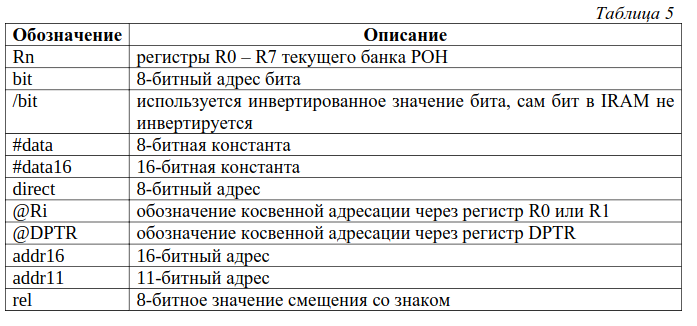 Таблица 5
Обозначение Описание
Rn регистры R0 – R7 текущего банка РОН
bit 8-битный адрес бита
/bit используется инвертированное значение бита, сам бит в IRAM не
инвертируется
#data 8-битная константа
#data16 16-битная константа
direct 8-битный адрес
@Ri обозначение косвенной адресации через регистр R0 или R1
@DPTR обозначение косвенной адресации через регистр DPTR
addr16 16-битный адрес
addr11 11-битный адрес
rel 8-битное значение смещения со знаком